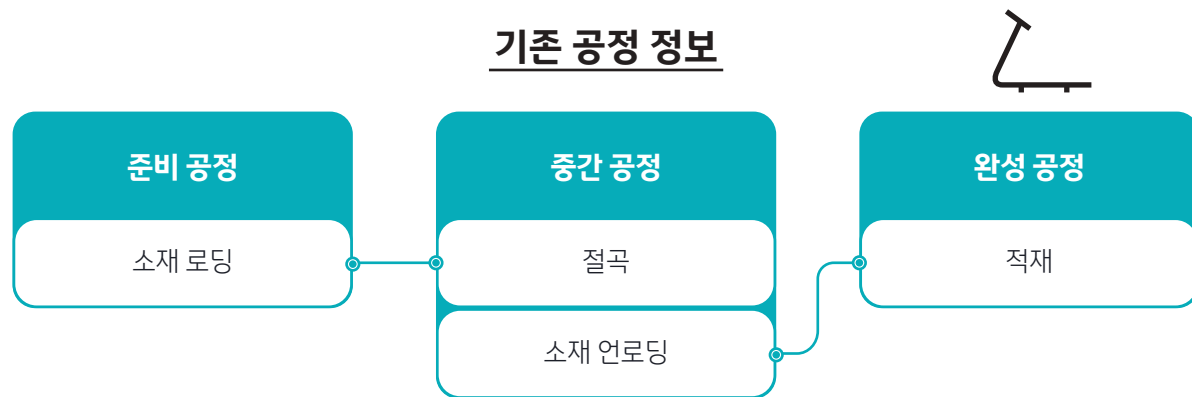 기존 공정 정보
준비 공정
소재 로딩
중간 공정
절곡
소재 언로딩
완성 공정
적재